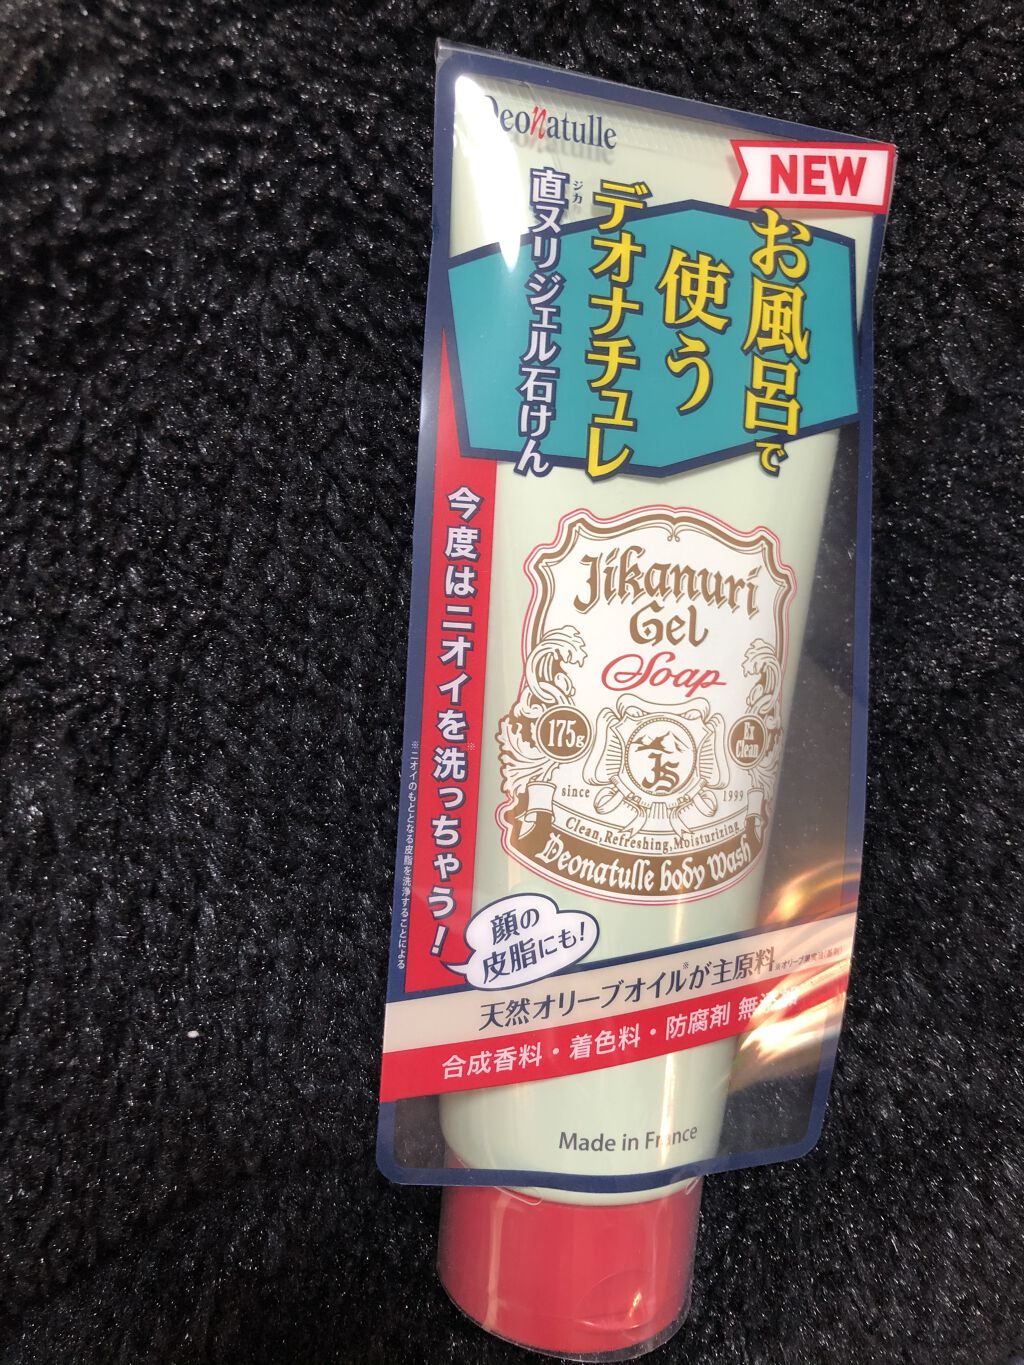 Deonatulle
NEW
お風呂で
使う
デオナチュレ
ジカ
直ヌリジェル石けん
今度はニオイを洗っちゃう!
※
※ニオイのもととなる皮脂を洗浄することによる
Jikanuri
Gel
Soap
175g
Ex
Clean
JS
since
1999
Clean, Refreshing, Moisturizing
Deonatulle body Wash
顔の
皮脂にも!
天然オリーブオイル※が主原料
合成香料・着色料・防腐剤 無
Made in France